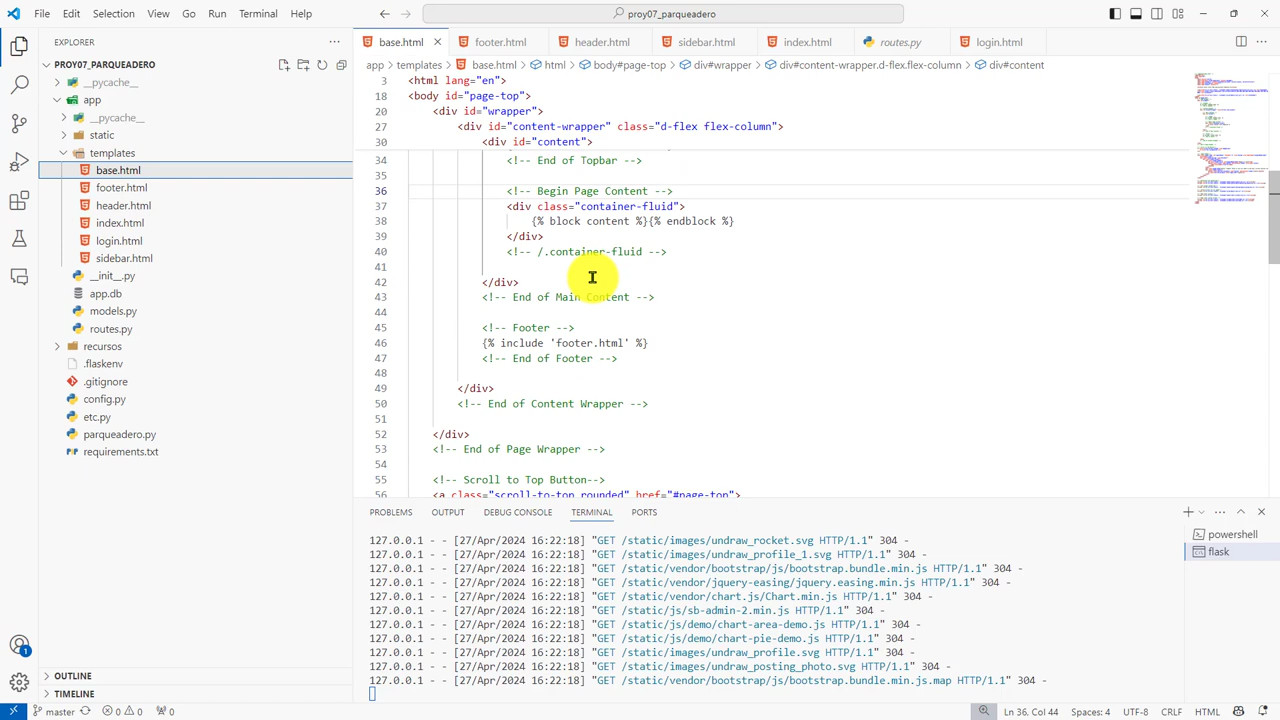 File Edit Selection View Go Run Terminal Help
proy07_parqueadero
EXPLORER
PROY07_PARQUEADERO
__pycache__
app
__pycache__
static
templates
base.html
footer.html
header.html
index.html
login.html
sidebar.html
__init__.py
app.db
models.py
routes.py
recursos
.flaskenv
.gitignore
config.py
etc.py
parqueadero.py
requirements.txt
OUTLINE
TIMELINE
base.html footer.html header.html sidebar.html index.html routes.py login.html
app > templates > base.html > html > body#page-top > div#wrapper > div#content-wrapper.d-flex.flex-column > div#content
3 <html lang="en">
18 <body id="page-top"
21 <div id="wrapper"
27 <div id="content-wrapper" class="d-flex flex-column"
<div id="content">
34 <!-- End of Topbar -->
35
36 <!-- Begin Page Content -->
37 <div class="container-fluid">
38 {% block content %}{% endblock %}
39 </div>
40 <!-- /.container-fluid -->
41
42 </div>
43 <!-- End of Main Content -->
44
45 <!-- Footer -->
46 {% include 'footer.html' %}
47 <!-- End of Footer -->
48
49 </div>
50 <!-- End of Content Wrapper -->
51
52 </div>
53 <!-- End of Page Wrapper -->
54
55 <!-- Scroll to Top Button-->
56 <a class="scroll-to-top rounded" href="#page-top">
PROBLEMS OUTPUT DEBUG CONSOLE TERMINAL PORTS
127.0.0.1 - - [27/Apr/2024 16:22:18] "GET /static/images/undraw_rocket.svg HTTP/1.1" 304 -
127.0.0.1 - - [27/Apr/2024 16:22:18] "GET /static/images/undraw_profile_1.svg HTTP/1.1" 304 -
127.0.0.1 - - [27/Apr/2024 16:22:18] "GET /static/vendor/bootstrap/js/bootstrap.bundle.min.js HTTP/1.1" 304 -
127.0.0.1 - - [27/Apr/2024 16:22:18] "GET /static/vendor/jquery-easing/jquery.easing.min.js HTTP/1.1" 304 -
127.0.0.1 - - [27/Apr/2024 16:22:18] "GET /static/vendor/chart.js/Chart.min.js HTTP/1.1" 304 -
127.0.0.1 - - [27/Apr/2024 16:22:18] "GET /static/js/sb-admin-2.min.js HTTP/1.1" 304 -
127.0.0.1 - - [27/Apr/2024 16:22:18] "GET /static/js/demo/chart-area-demo.js HTTP/1.1" 304 -
127.0.0.1 - - [27/Apr/2024 16:22:18] "GET /static/js/demo/chart-pie-demo.js HTTP/1.1" 304 -
127.0.0.1 - - [27/Apr/2024 16:22:18] "GET /static/images/undraw_profile.svg HTTP/1.1" 304 -
127.0.0.1 - - [27/Apr/2024 16:22:18] "GET /static/images/undraw_posting_photo.svg HTTP/1.1" 304 -
127.0.0.1 - - [27/Apr/2024 16:22:18] "GET /static/vendor/bootstrap/js/bootstrap.bundle.min.js.map HTTP/1.1" 304 -
powershell
flask
1
master 0 0 0 Ln 36, Col 44 Spaces: 4 UTF-8 CRLF HTML